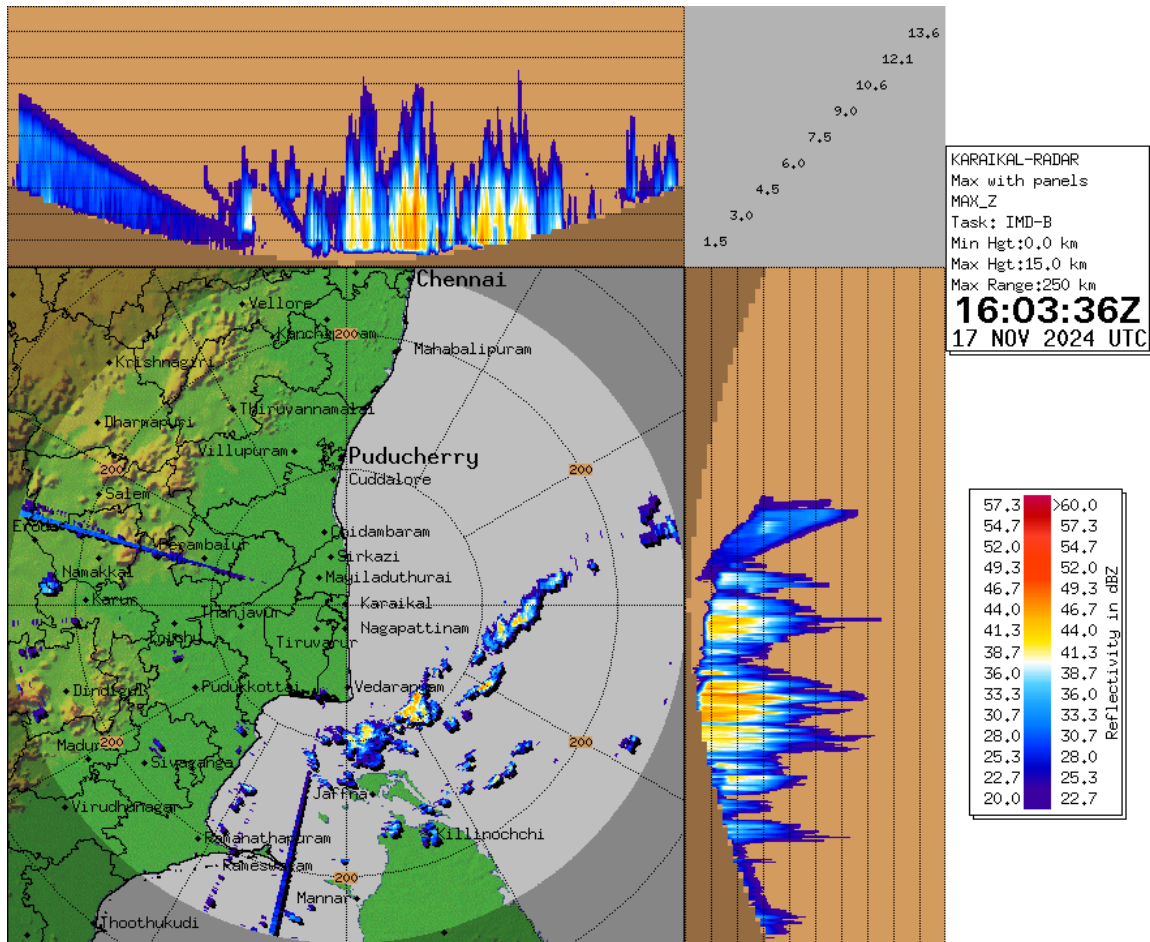 13.6
12.1
10.6
9.0
7.5
6.0
4.5
3.0
1.5
KARAIKAL-RADAR
Max with panels
MAX_Z
Task: IMD-B
Min Hgt:0.0 km
Max Hgt:15.0 km
Max Range:250 km
16:03:36Z
17 NOV 2024 UTC
Chennai
Vellore
200
Mahabalipuram
Krishnagiri
Thiruvannamalai
Dharmapuri
Villupuram
Puducherry
200
200
Cuddalore
Salem
Chidambaram
Perambalur
Sirkazi
Namakkal
Mayiladuthurai
Karur
Karaikal
Thanjavur
Nagapattinam
Tiruvarur
Dindigul
Pudukkottai
Vedaranyam
200
200
Sivaganga
Jaffna
Virudhunagar
Ramanathapuram
Killinochchi
Rameswaram
200
Mannar
Thoothukudi
57.3 >60.0
54.7 57.3
52.0 54.7
49.3 52.0
46.7 49.3
44.0 46.7
41.3 44.0
38.7 41.3
36.0 38.7
33.3 36.0
30.7 33.3
28.0 30.7
25.3 28.0
22.7 25.3
20.0 22.7
Reflectivity in dBZ